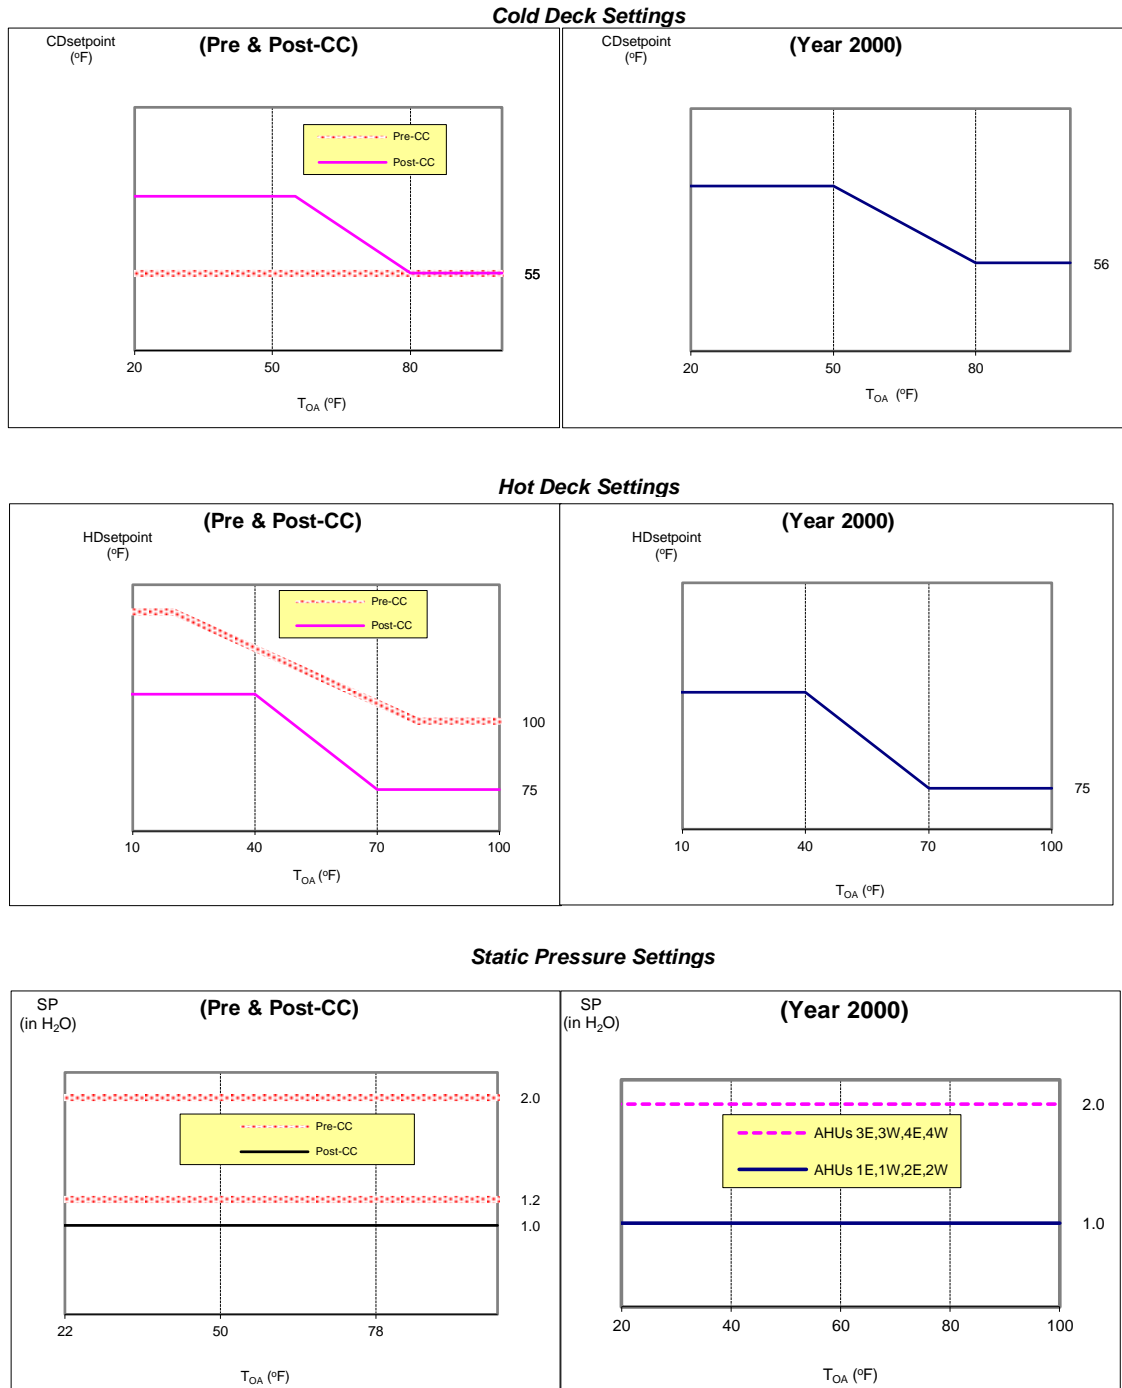 Cold Deck Settings
CDsetpoint
(ºF)
(Pre & Post-CC)
Pre-CC
Post-CC
55
20
50
80
TOA (ºF)
CDsetpoint
(ºF)
(Year 2000)
56
20
50
80
TOA (ºF)
Hot Deck Settings
(Pre & Post-CC)
HDsetpoint
(ºF)
Pre-CC
Post-CC
100
75
10
40
70
100
TOA (ºF)
(Year 2000)
HDsetpoint
(ºF)
75
10
40
70
100
TOA (ºF)
Static Pressure Settings
SP
(in H2O)
(Pre & Post-CC)
2.0
Pre-CC
Post-CC
1.2
1.0
22
50
78
TOA (ºF)
SP
(in H2O)
(Year 2000)
2.0
AHUs 3E,3W,4E,4W
AHUs 1E,1W,2E,2W
1.0
20
40
60
80
100
TOA (ºF)